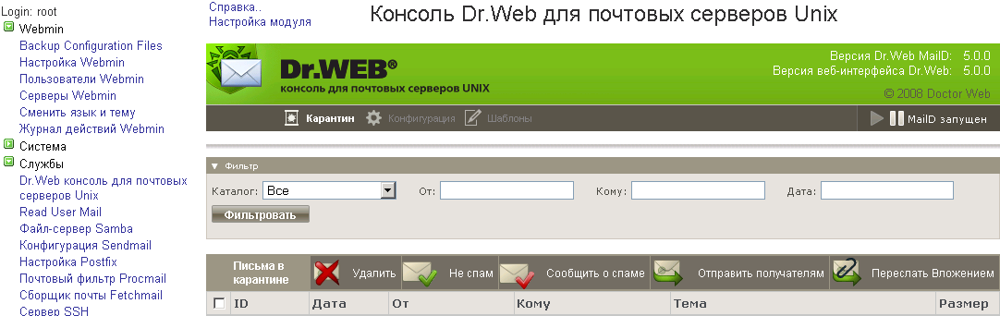 Login: root
Webmin
Backup Configuration Files
Настройка Webmin
Пользователи Webmin
Серверы Webmin
Сменить язык и тему
Журнал действий Webmin
Система
Службы
Dr.Web консоль для почтовых
серверов Unix
Read User Mail
Файл-сервер Samba
Конфигурация Sendmail
Настройка Postfix
Почтовый фильтр Procmail
Сборщик почты Fetchmail
Сервер SSH
Справка..
Настройка модуля
Консоль Dr.Web для почтовых серверов Unix
Dr.WEB®
консоль для почтовых серверов UNIX
Версия Dr.Web MailD: 5.0.0
Версия веб-интерфейса Dr.Web: 5.0.0
© 2008 Doctor Web
Карантин Конфигурация Шаблоны MailD запущен
▼ Фильтр
Каталог: Все От: Кому: Дата:
Фильтровать
Письма в
карантине
Удалить Не спам Сообщить о спаме Отправить получателям Переслать Вложением
ID Дата От Кому Тема Размер